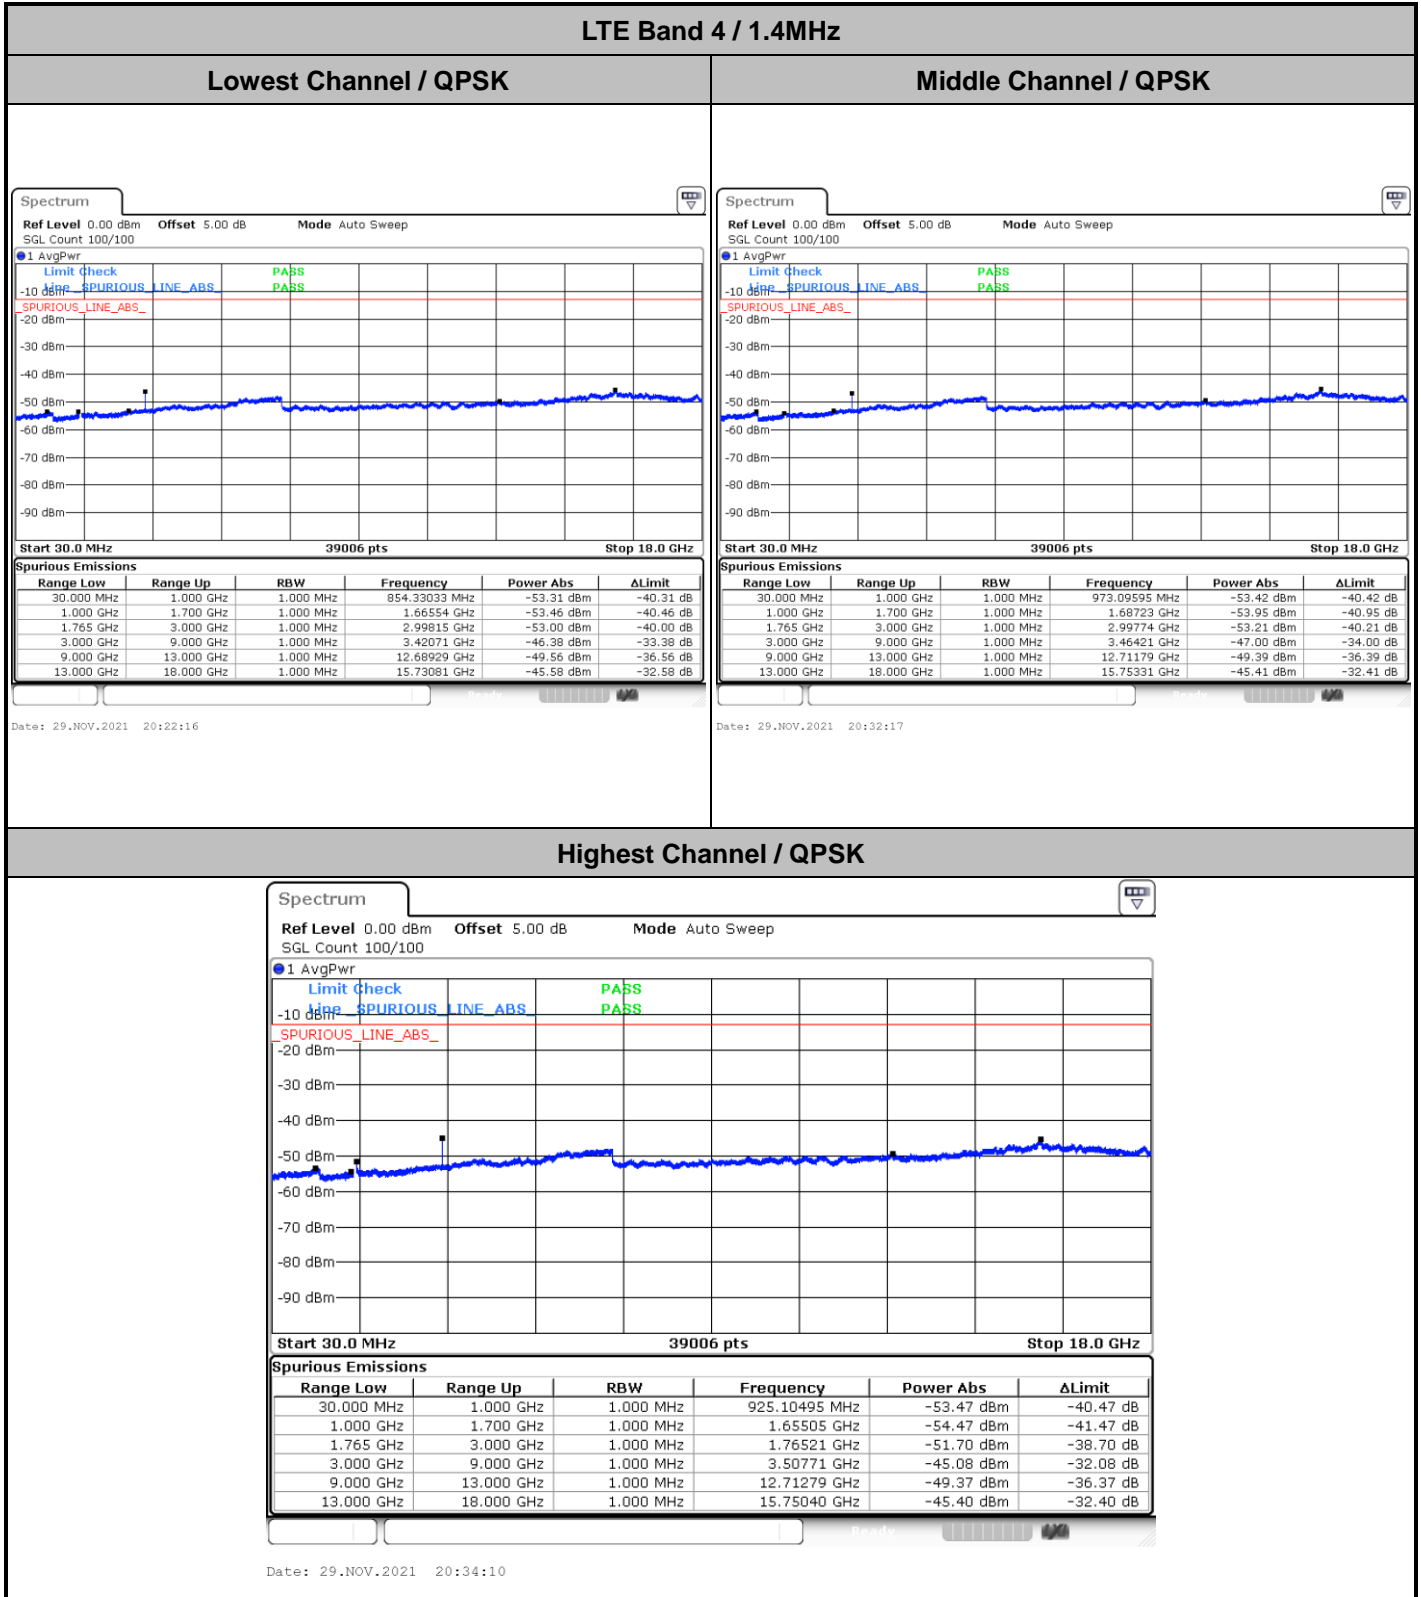 LTE Band 4 / 1.4MHz
Lowest Channel / QPSK
Middle Channel / QPSK
Spectrum
Ref Level 0.00 dBm Offset 5.00 dB Mode Auto Sweep
SGL Count 100/100
1 AvgPwr
Limit Check PASS
Line _SPURIOUS_LINE_ABS_ PASS
-10 dBm
_SPURIOUS_LINE_ABS_
-20 dBm
-30 dBm
-40 dBm
-50 dBm
-60 dBm
-70 dBm
-80 dBm
-90 dBm
Start 30.0 MHz 39006 pts Stop 18.0 GHz
Spurious Emissions
Range Low Range Up RBW Frequency Power Abs ΔLimit
30.000 MHz 1.000 GHz 1.000 MHz 854.33033 MHz -53.31 dBm -40.31 dB
1.000 GHz 1.700 GHz 1.000 MHz 1.66554 GHz -53.46 dBm -40.46 dB
1.765 GHz 3.000 GHz 1.000 MHz 2.99815 GHz -53.00 dBm -40.00 dB
3.000 GHz 9.000 GHz 1.000 MHz 3.42071 GHz -46.38 dBm -33.38 dB
9.000 GHz 13.000 GHz 1.000 MHz 12.68929 GHz -49.56 dBm -36.56 dB
13.000 GHz 18.000 GHz 1.000 MHz 15.73081 GHz -45.58 dBm -32.58 dB
Ready
Date: 29.NOV.2021 20:22:16
Spectrum
Ref Level 0.00 dBm Offset 5.00 dB Mode Auto Sweep
SGL Count 100/100
1 AvgPwr
Limit Check PASS
Line _SPURIOUS_LINE_ABS_ PASS
-10 dBm
_SPURIOUS_LINE_ABS_
-20 dBm
-30 dBm
-40 dBm
-50 dBm
-60 dBm
-70 dBm
-80 dBm
-90 dBm
Start 30.0 MHz 39006 pts Stop 18.0 GHz
Spurious Emissions
Range Low Range Up RBW Frequency Power Abs ΔLimit
30.000 MHz 1.000 GHz 1.000 MHz 973.09595 MHz -53.42 dBm -40.42 dB
1.000 GHz 1.700 GHz 1.000 MHz 1.68723 GHz -53.95 dBm -40.95 dB
1.765 GHz 3.000 GHz 1.000 MHz 2.99774 GHz -53.21 dBm -40.21 dB
3.000 GHz 9.000 GHz 1.000 MHz 3.46421 GHz -47.00 dBm -34.00 dB
9.000 GHz 13.000 GHz 1.000 MHz 12.71179 GHz -49.39 dBm -36.39 dB
13.000 GHz 18.000 GHz 1.000 MHz 15.75331 GHz -45.41 dBm -32.41 dB
Ready
Date: 29.NOV.2021 20:32:17
Highest Channel / QPSK
Spectrum
Ref Level 0.00 dBm Offset 5.00 dB Mode Auto Sweep
SGL Count 100/100
1 AvgPwr
Limit Check PASS
Line _SPURIOUS_LINE_ABS_ PASS
-10 dBm
_SPURIOUS_LINE_ABS_
-20 dBm
-30 dBm
-40 dBm
-50 dBm
-60 dBm
-70 dBm
-80 dBm
-90 dBm
Start 30.0 MHz 39006 pts Stop 18.0 GHz
Spurious Emissions
Range Low Range Up RBW Frequency Power Abs ΔLimit
30.000 MHz 1.000 GHz 1.000 MHz 925.10495 MHz -53.47 dBm -40.47 dB
1.000 GHz 1.700 GHz 1.000 MHz 1.65505 GHz -54.47 dBm -41.47 dB
1.765 GHz 3.000 GHz 1.000 MHz 1.76521 GHz -51.70 dBm -38.70 dB
3.000 GHz 9.000 GHz 1.000 MHz 3.50771 GHz -45.08 dBm -32.08 dB
9.000 GHz 13.000 GHz 1.000 MHz 12.71279 GHz -49.37 dBm -36.37 dB
13.000 GHz 18.000 GHz 1.000 MHz 15.75040 GHz -45.40 dBm -32.40 dB
Ready
Date: 29.NOV.2021 20:34:10